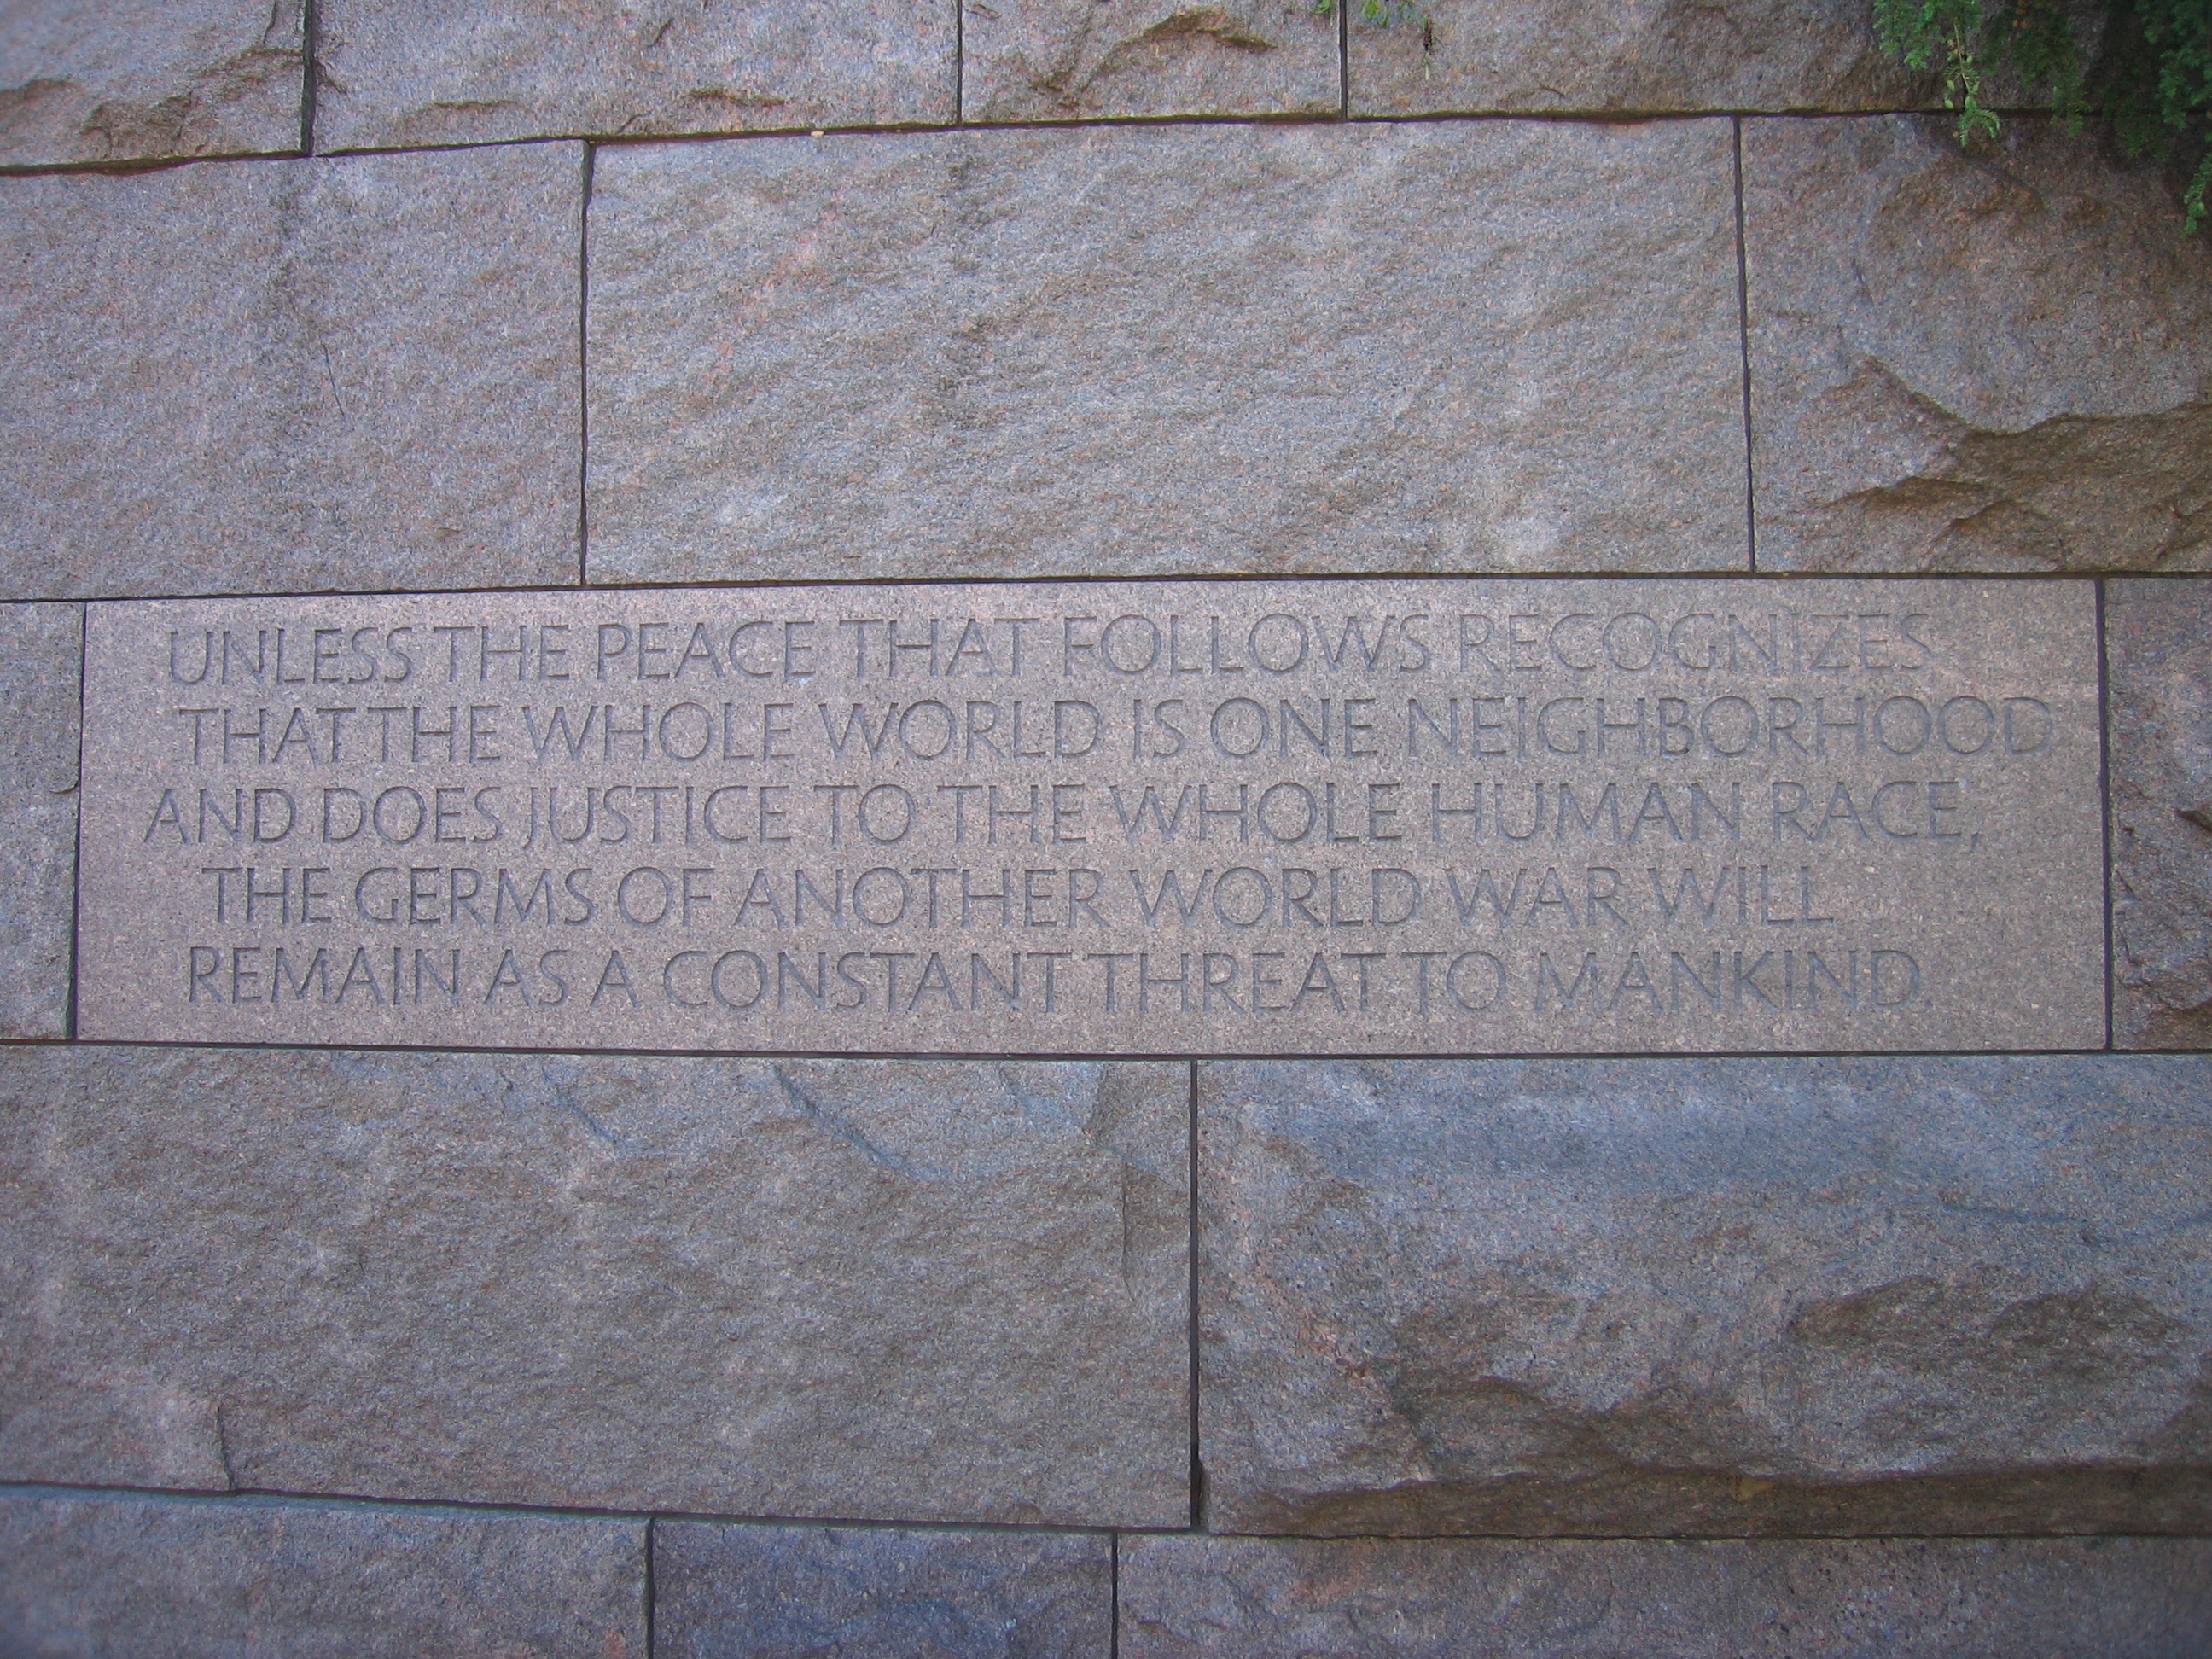 UNLESS THE PEACE THAT FOLLOWS RECOGNIZES
THAT THE WHOLE WORLD IS ONE NEIGHBORHOOD
AND DOES JUSTICE TO THE WHOLE HUMAN RACE,
THE GERMS OF ANOTHER WORLD WAR WILL
REMAIN AS A CONSTANT THREAT TO MANKIND.